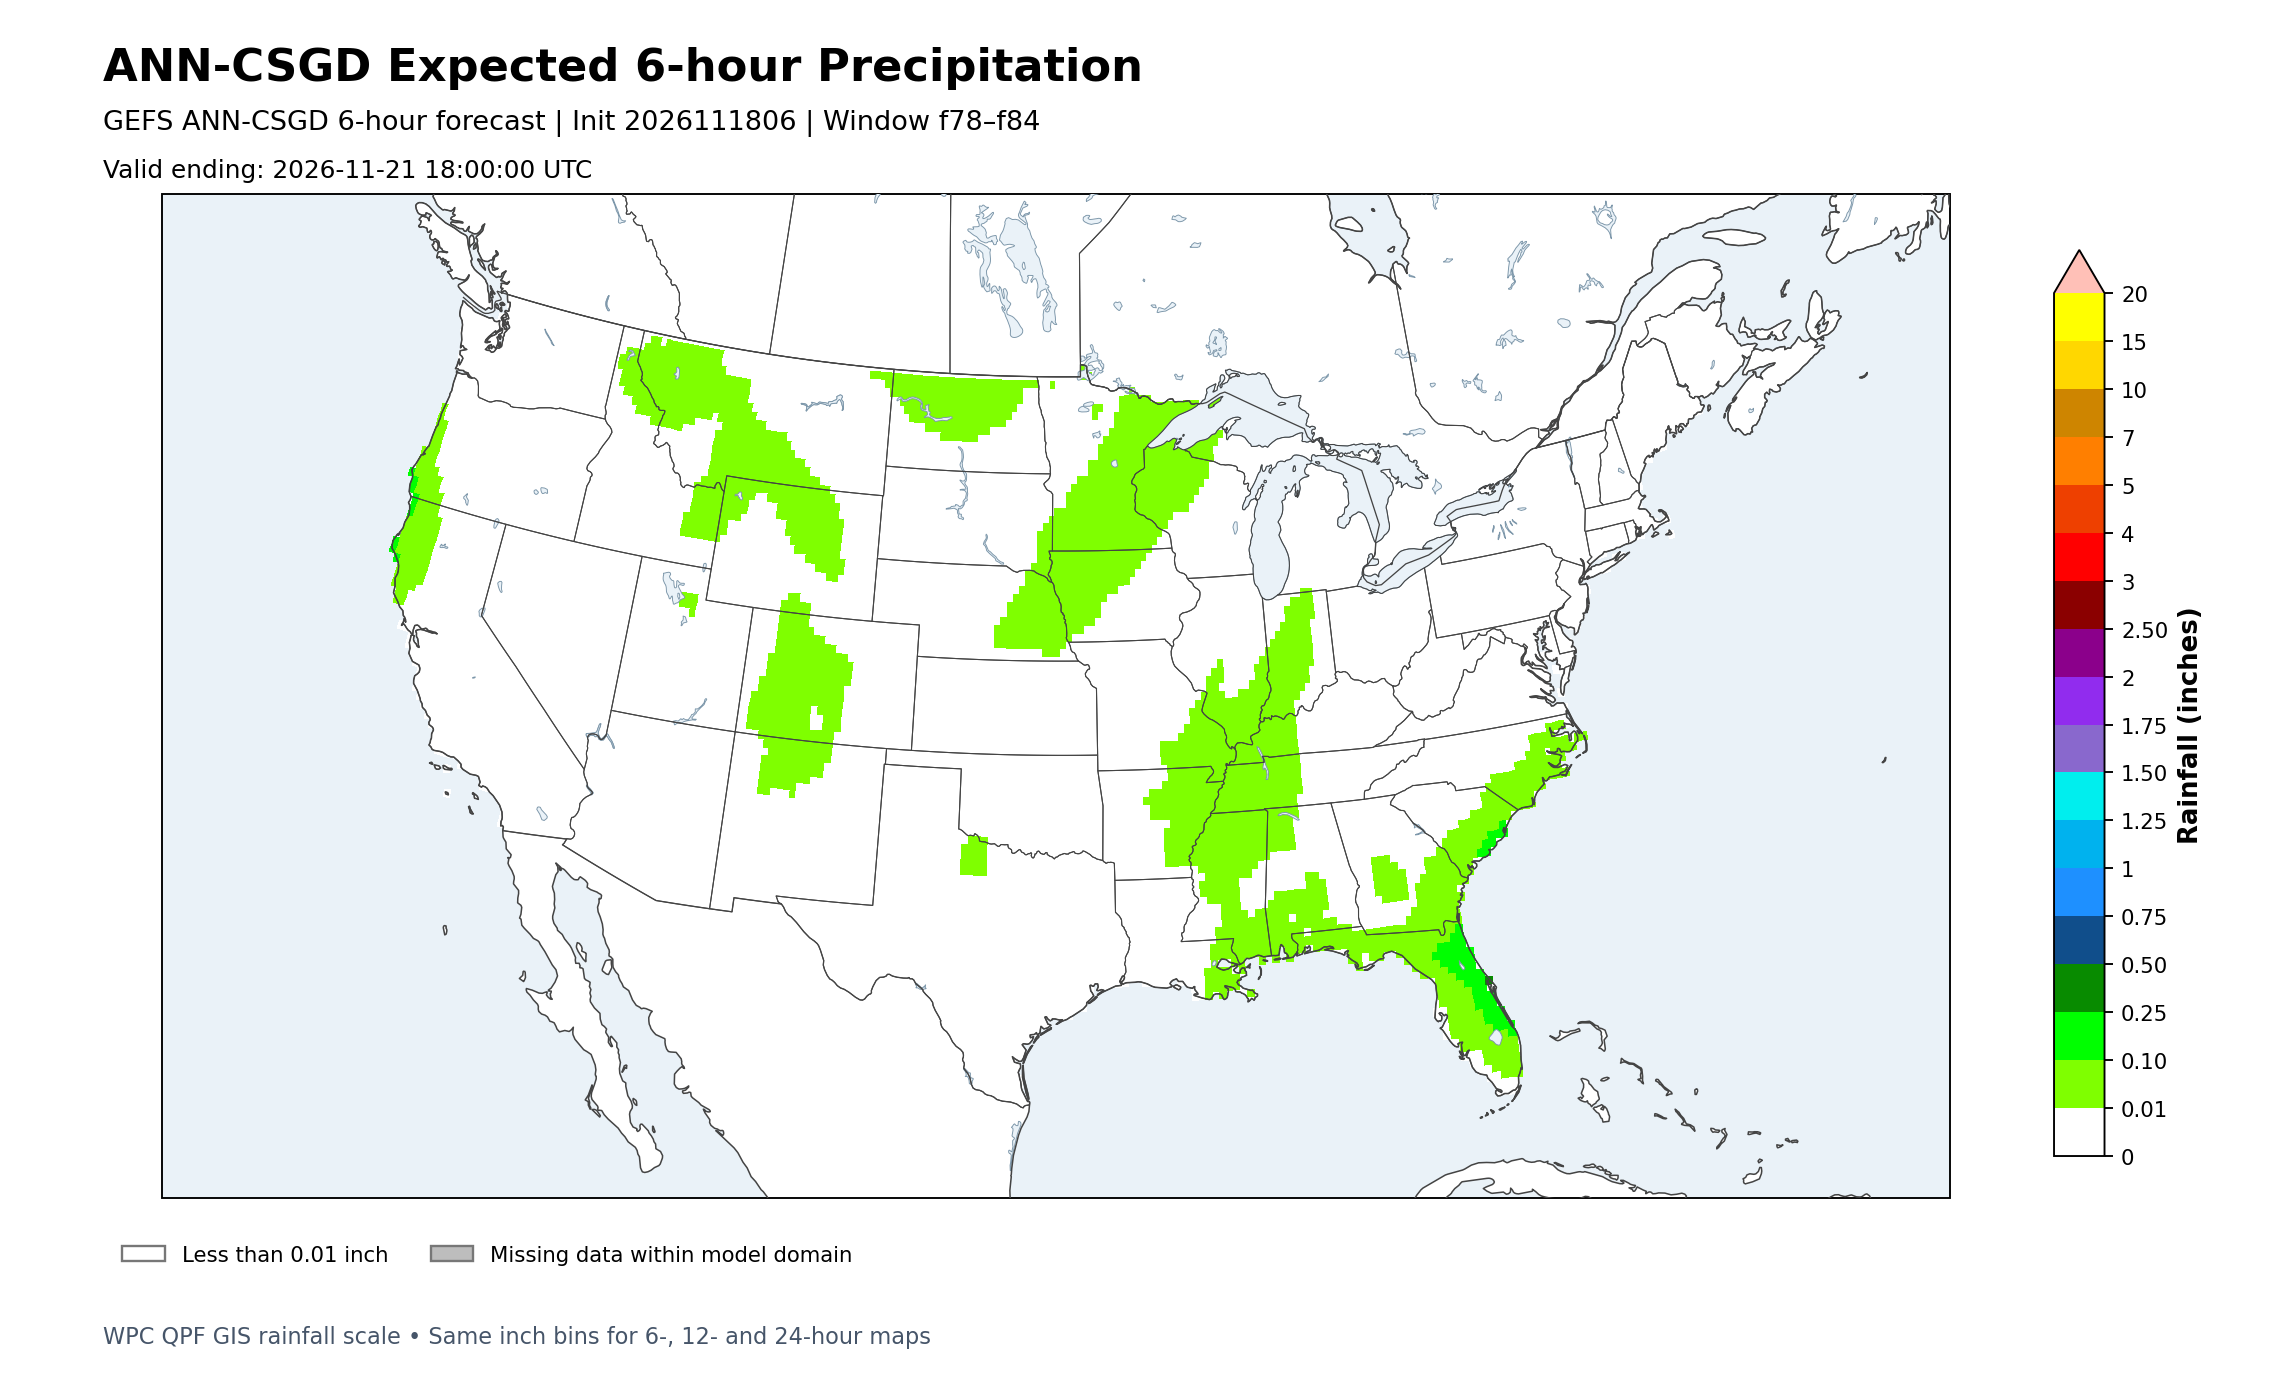 ANN-CSGD Expected 6-hour Precipitation
GEFS ANN-CSGD 6-hour forecast | Init 2026111806 | Window f78–f84
Valid ending: 2026-11-21 18:00:00 UTC
20
15
10
7
5
4
3
2.50
2
1.75
1.50
1.25
1
0.75
0.50
0.25
0.10
0.01
0
Rainfall (inches)
Less than 0.01 inch
Missing data within model domain
WPC QPF GIS rainfall scale • Same inch bins for 6-, 12- and 24-hour maps